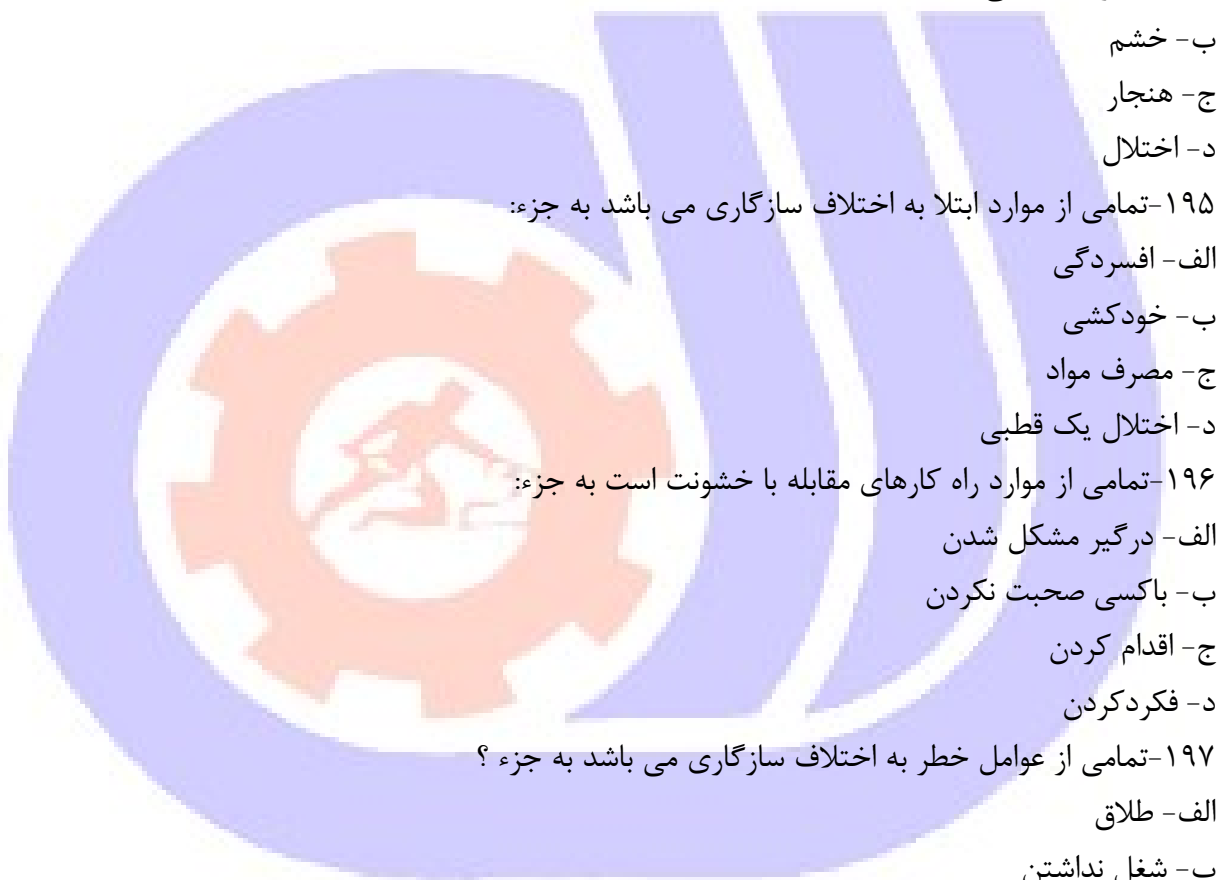 ب- خشم
ج- هنجار
د- اختلال
۱۹۵-تمامی از موارد ابتلا به اختلاف سازگاری می باشد به جزء:
الف- افسردگی
ب- خودکشی
ج- مصرف مواد
د- اختلال یک قطبی
۱۹۶-تمامی از موارد راه کارهای مقابله با خشونت است به جزء:
الف- درگیر مشکل شدن
ب- باکسی صحبت نکردن
ج- اقدام کردن
د- فکردکردن
۱۹۷-تمامی از عوامل خطر به اختلاف سازگاری می باشد به جزء ؟
الف- طلاق
ب- شغل نداشتن